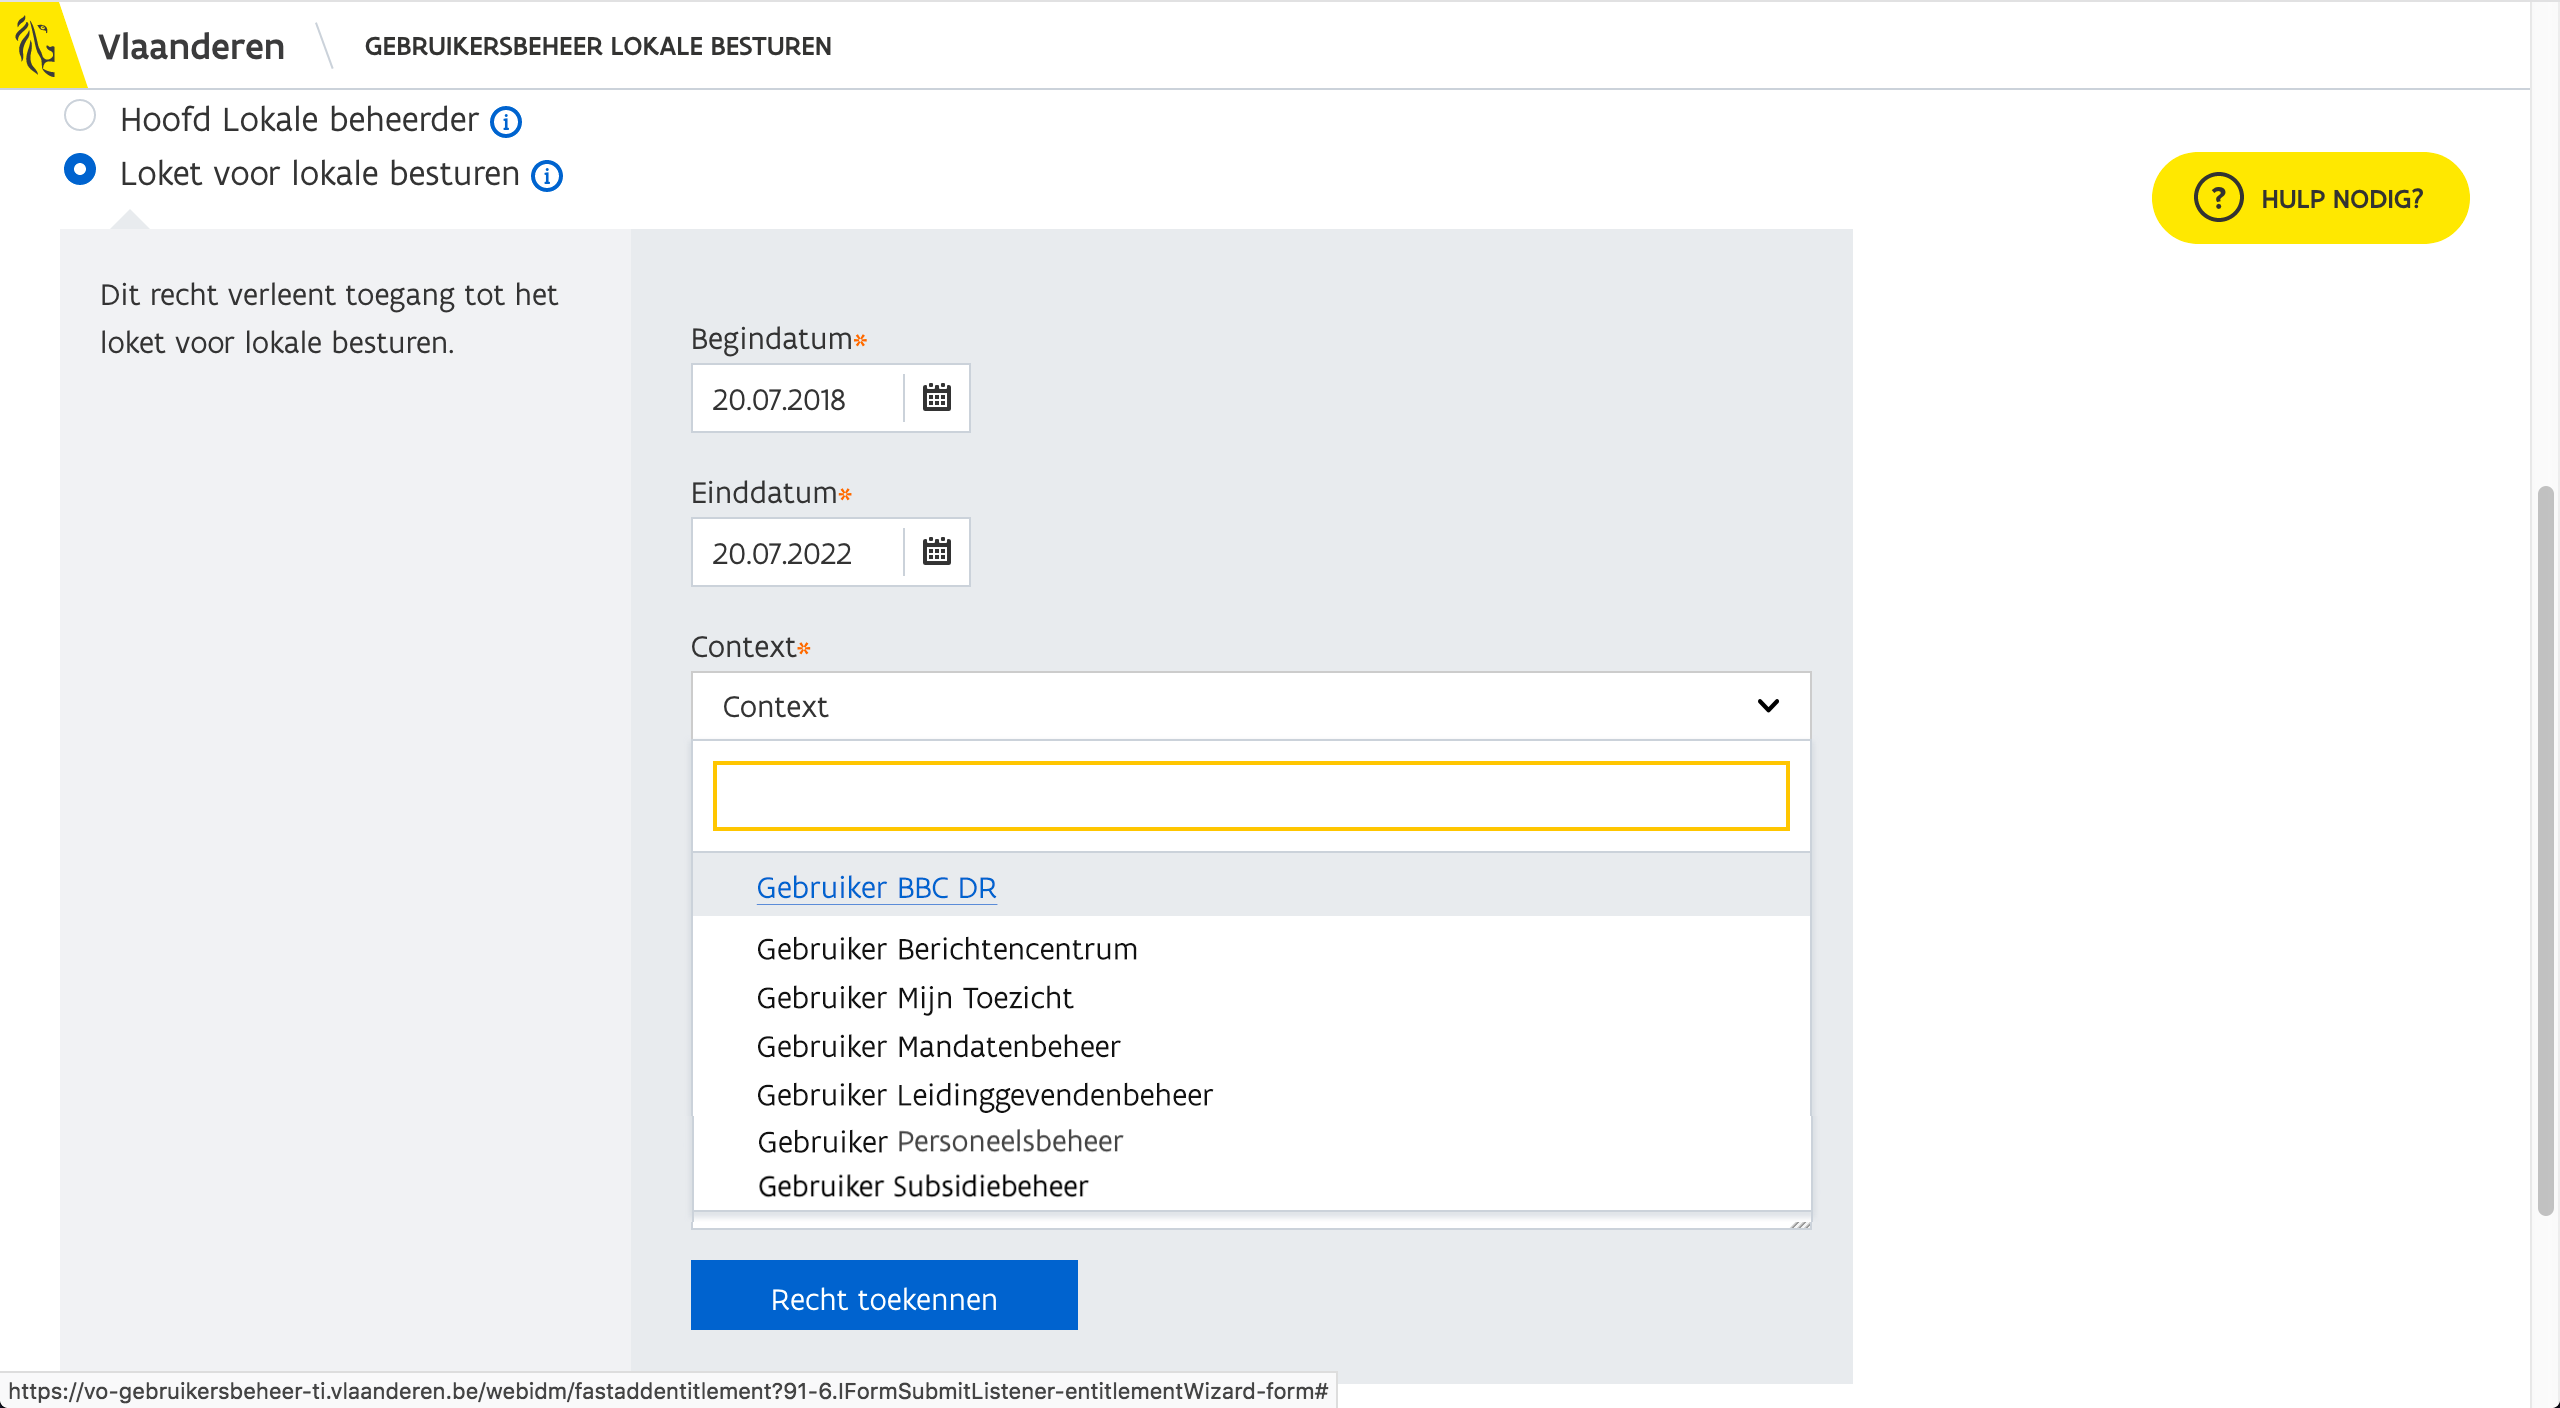 Vlaanderen
GEBRUIKERSBEHEER LOKALE BESTUREN
Hoofd Lokale beheerder i
Loket voor lokale besturen i
? HULP NODIG?
Dit recht verleent toegang tot het
loket voor lokale besturen.
Begindatum*
20.07.2018
Einddatum*
20.07.2022
Context*
Context
Gebruiker BBC DR
Gebruiker Berichtencentrum
Gebruiker Mijn Toezicht
Gebruiker Mandatenbeheer
Gebruiker Leidinggevendenbeheer
Gebruiker Personeelsbeheer
Gebruiker Subsidiebeheer
Recht toekennen
https://vo-gebruikersbeheer-ti.vlaanderen.be/webidm/fastaddentitlement?91-6.IFormSubmitListener-entitlementWizard-form#